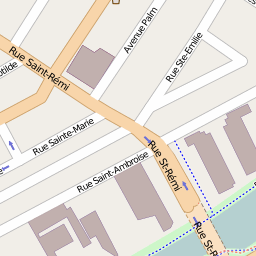 Rue Saint-Rémi
Avenue Palm
Rue Ste-Emilie
otilde
Rue Sainte-Marie
Rue Saint-Ambroise
Rue St-Rémi
Rue St-R